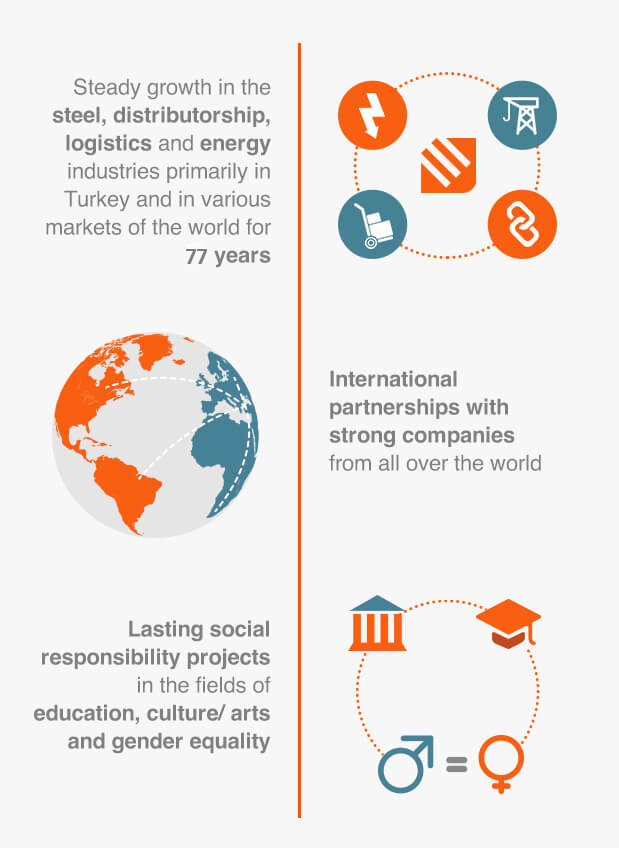 Steady growth in the
steel, distributorship,
logistics and energy
industries primarily in
Turkey and in various
markets of the world for
77 years
International
partnerships with
strong companies
from all over the world
Lasting social
responsibility projects
in the fields of
education, culture/ arts
and gender equality